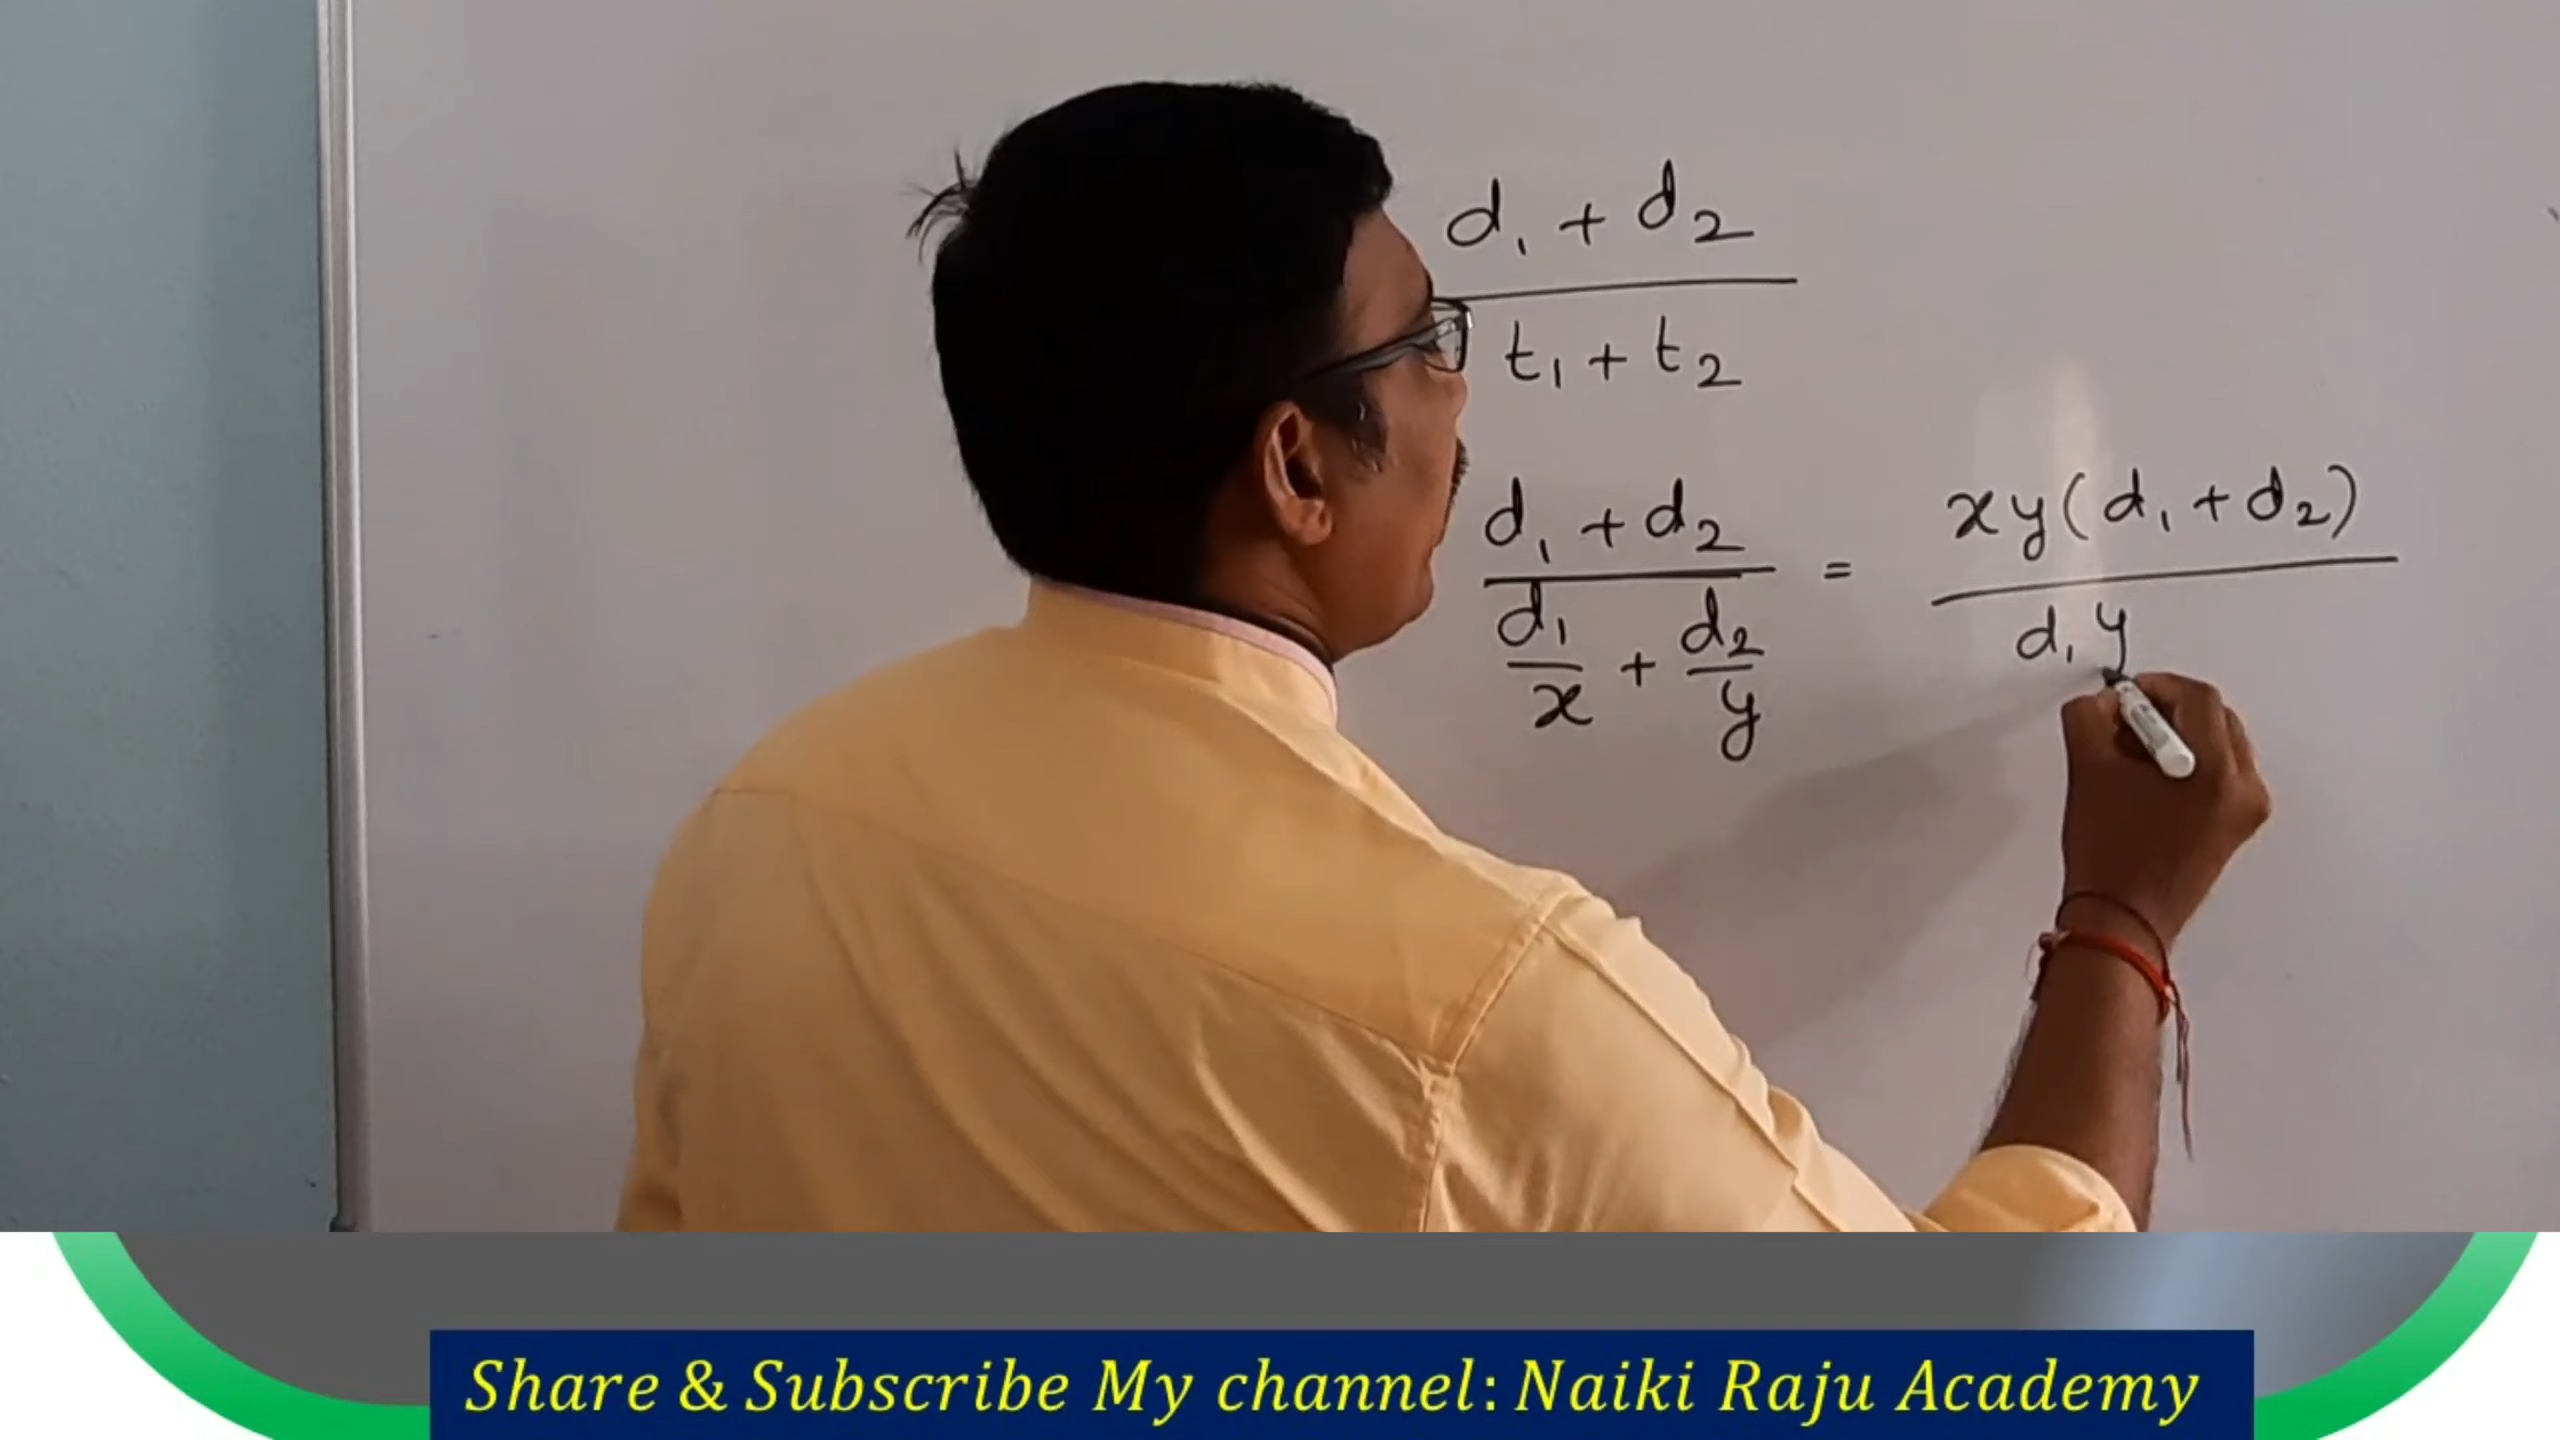 d₁ + d₂
t₁ + t₂
d₁ + d₂ = xy(d₁ + d₂)
d₁ + d₂ d₁y
x y
Share & Subscribe My channel: Naiki Raju Academy